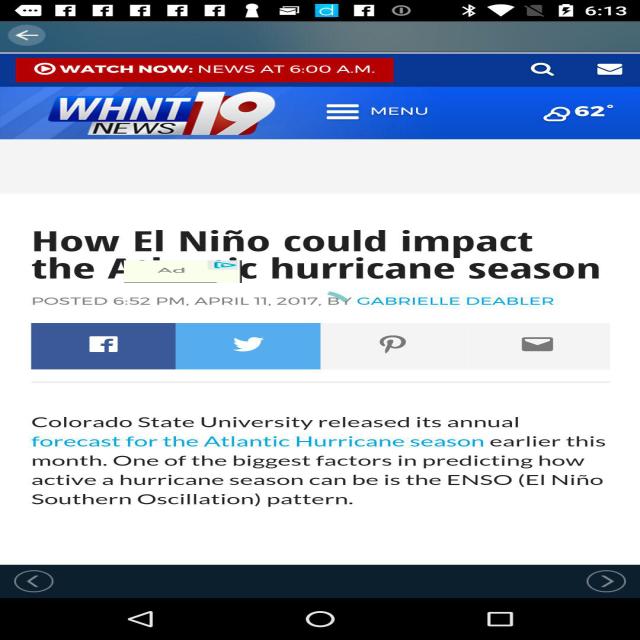 6:13
WATCH NOW: NEWS AT 6:00 A.M.
WHNT 19
NEWS
MENU
62°
How El Niño could impact
the A c hurricane season
Ad
POSTED 6:52 PM, APRIL 11, 2017, BY GABRIELLE DEABLER
Colorado State University released its annual
forecast for the Atlantic Hurricane season earlier this
month. One of the biggest factors in predicting how
active a hurricane season can be is the ENSO (El Niño
Southern Oscillation) pattern.